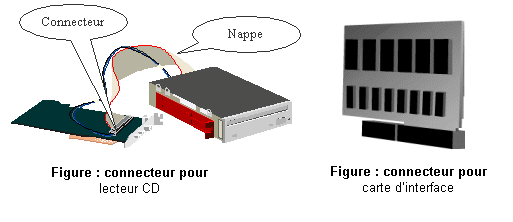 Connecteur
Nappe
Figure : connecteur pour
lecteur CD
Figure : connecteur pour
carte d'interface